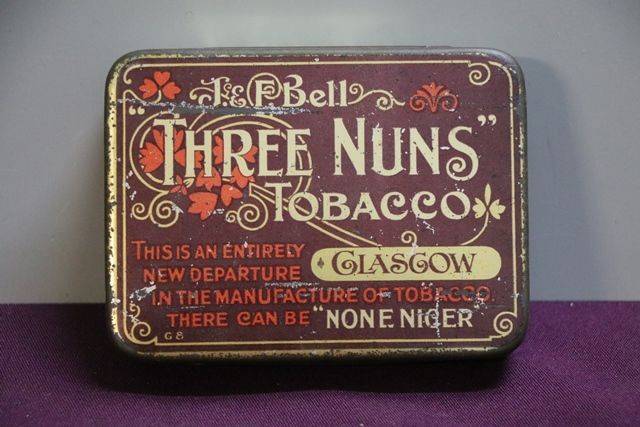 J & F Bell
"THREE NUNS"
TOBACCO
THIS IS AN ENTIRELY
NEW DEPARTURE
GLASGOW
IN THE MANUFACTURE OF TOBACCO.
THERE CAN BE "NONE NICER
G 8